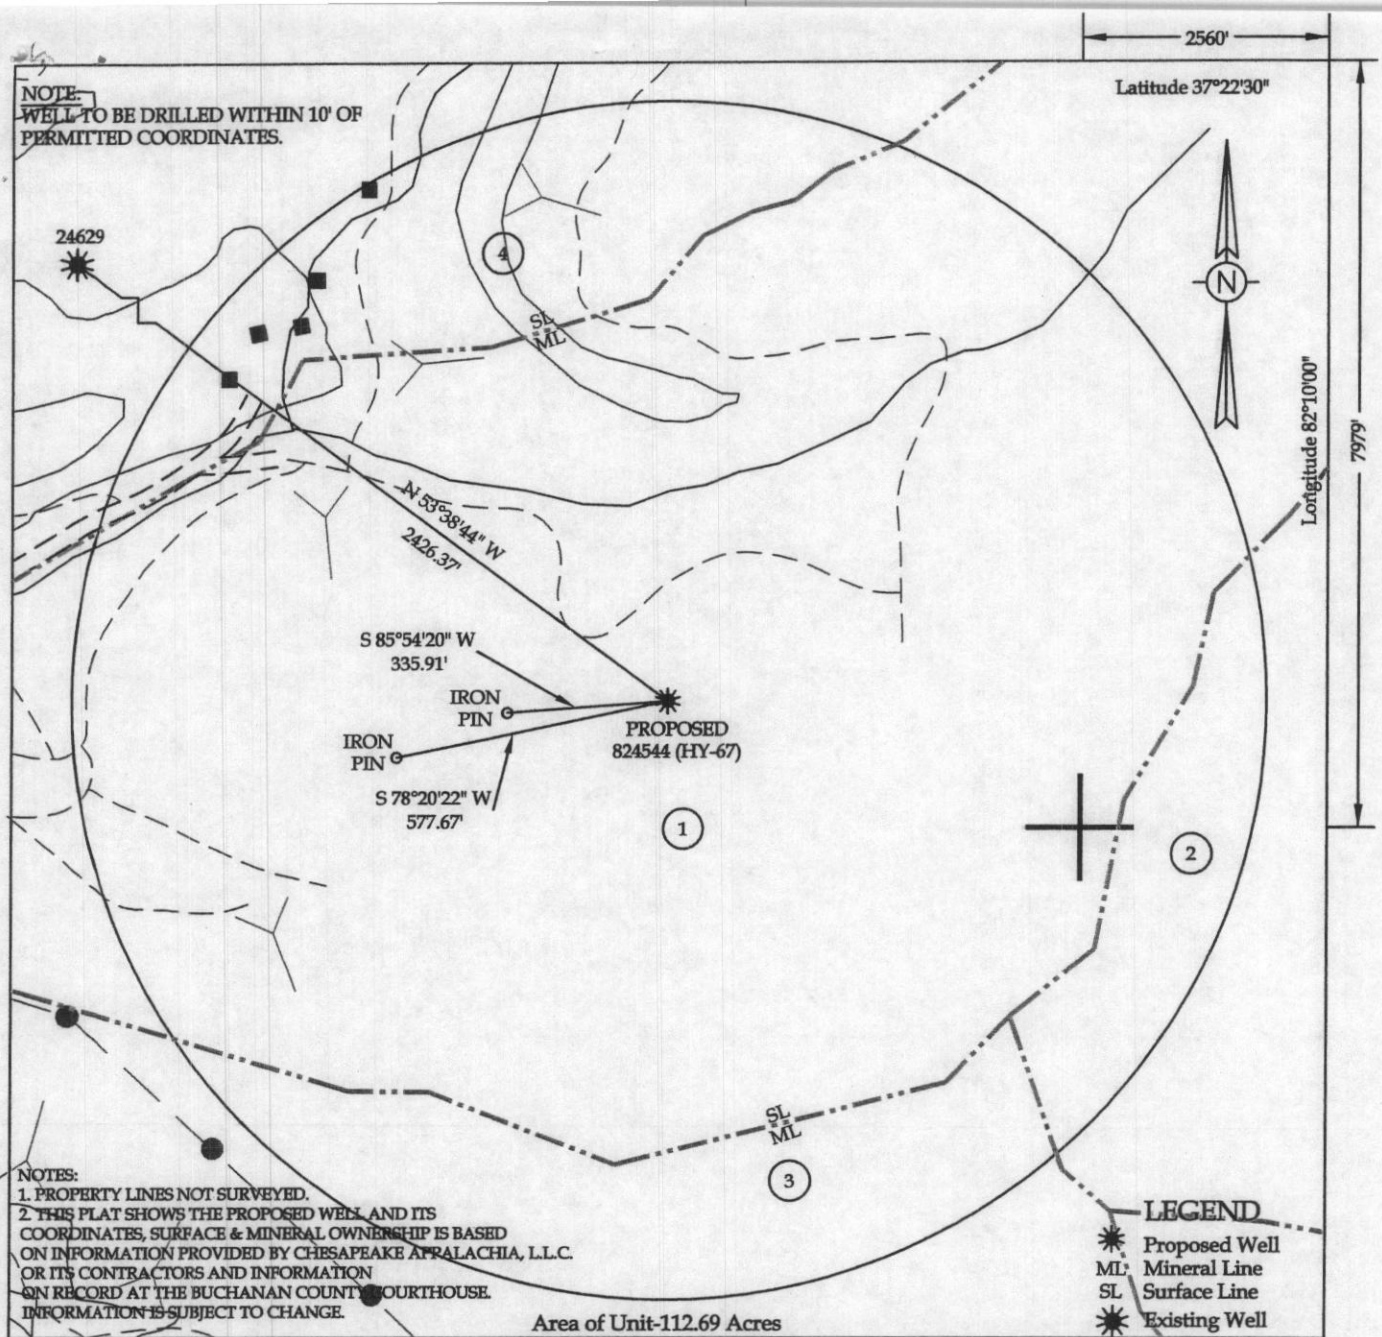 2560'
Latitude 37°22'30"
NOTE:
WELL TO BE DRILLED WITHIN 10' OF
PERMITTED COORDINATES.
24629
4
N
SL
ML
Longitude 82°10'00"
7979'
N 53°38'44" W
2426.37'
S 85°54'20" W
335.91'
IRON
PIN
IRON
PIN
PROPOSED
824544 (HY-67)
S 78°20'22" W
577.67'
1
2
SL
ML
3
NOTES:
1. PROPERTY LINES NOT SURVEYED.
2. THIS PLAT SHOWS THE PROPOSED WELL AND ITS
COORDINATES, SURFACE & MINERAL OWNERSHIP IS BASED
ON INFORMATION PROVIDED BY CHESAPEAKE APPALACHIA, L.L.C.
OR ITS CONTRACTORS AND INFORMATION
ON RECORD AT THE BUCHANAN COUNTY COURTHOUSE.
INFORMATION IS SUBJECT TO CHANGE.
Area of Unit-112.69 Acres
LEGEND
Proposed Well
ML Mineral Line
SL Surface Line
Existing Well